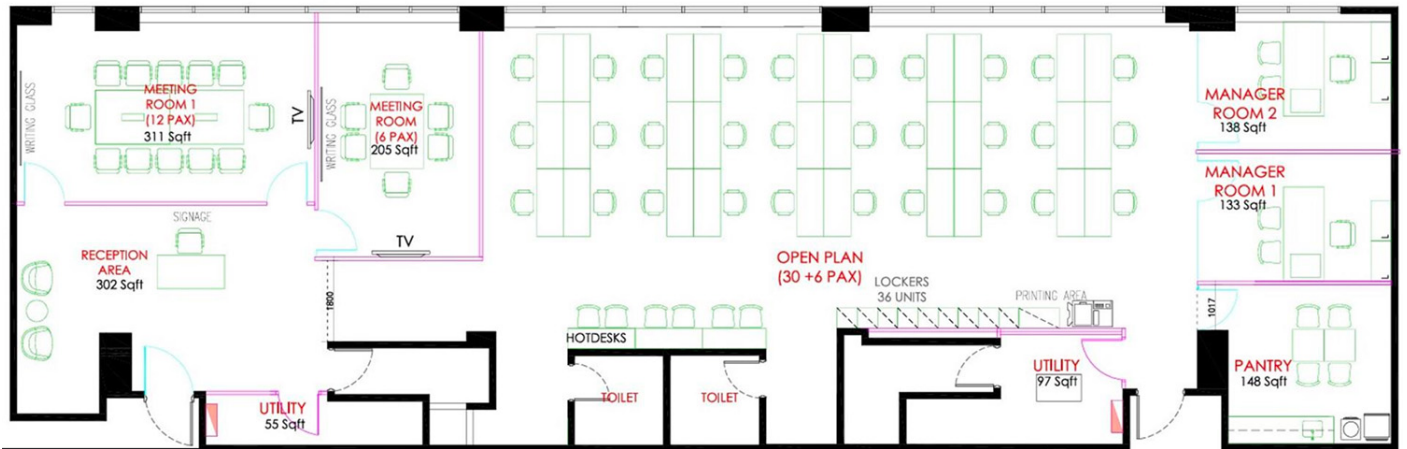 MEETING
ROOM 1
(12 PAX)
311 Sqft
WRITING GLASS
TV
WRITING GLASS
MEETING
ROOM
(6 PAX)
205 Sqft
TV
SIGNAGE
RECEPTION
AREA
302 Sqft
1800
OPEN PLAN
(30 +6 PAX)
LOCKERS
36 UNITS
PRINTING AREA
HOTDESKS
MANAGER
ROOM 2
138 Sqft
MANAGER
ROOM 1
133 Sqft
1017
L
L
L
L
UTILITY
55 Sqft
TOILET
TOILET
UTILITY
97 Sqft
PANTRY
148 Sqft